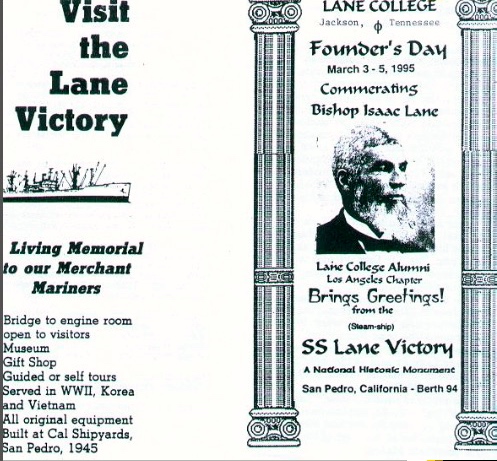 Visit
the
Lane
Victory
Living Memorial
to our Merchant
Mariners
Bridge to engine room
open to visitors
Museum
Gift Shop
Guided or self tours
Served in WWII, Korea
and Vietnam
All original equipment
Built at Cal Shipyards,
San Pedro, 1945
LANE COLLEGE
Jackson, Tennessee
Founder's Day
March 3 - 5, 1995
Commerating
Bishop Isaac Lane
Lane College Alumni
Los Angeles Chapter
Brings Greetings!
from the
(Steam-ship)
SS Lane Victory
A National Historic Monument
San Pedro, California - Berth 94